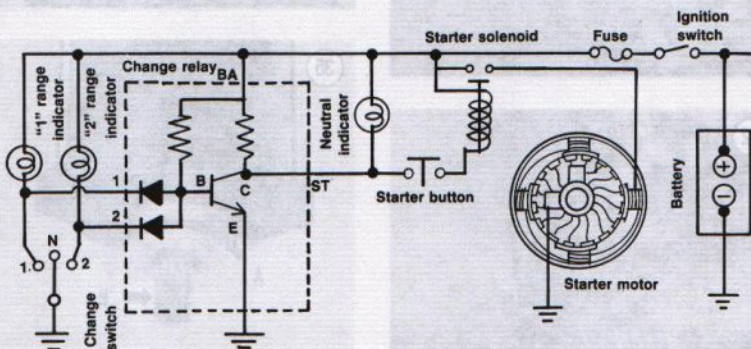 Ignition
switch
Fuse
Starter solenoid
Change relay
BA
"1" range
indicator
"2" range
indicator
Neutral
indicator
1
B
C
ST
2
E
Starter button
Battery
+
−
1.
N
2
Change
switch
Starter motor